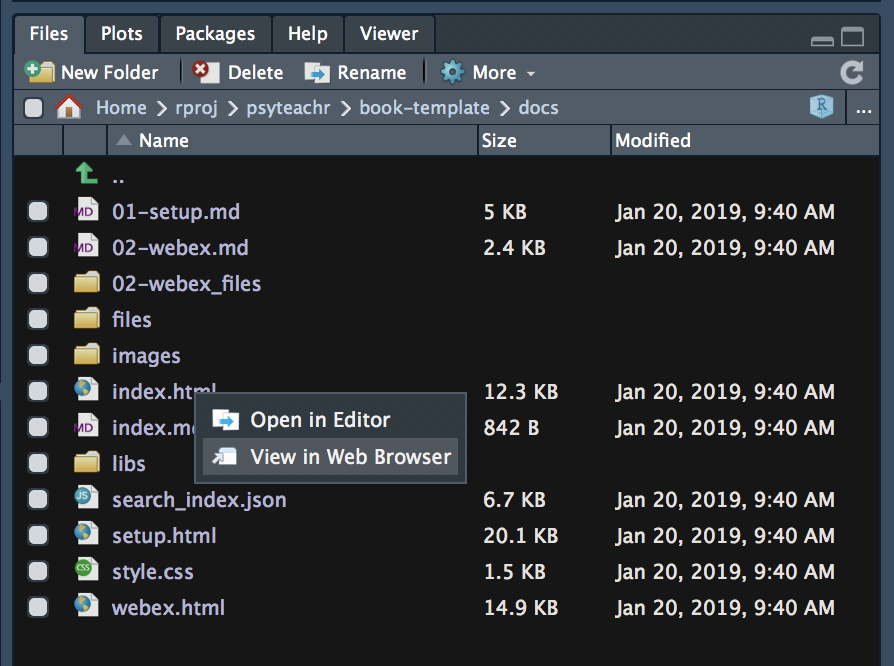 Files Plots Packages Help Viewer
New Folder Delete Rename More
Home rproj psyteachr book-template docs R ...
Name Size Modified
..
MD 01-setup.md 5 KB Jan 20, 2019, 9:40 AM
MD 02-webex.md 2.4 KB Jan 20, 2019, 9:40 AM
02-webex_files
files
images
index.html 12.3 KB Jan 20, 2019, 9:40 AM
Open in Editor
MD index.m 842 B Jan 20, 2019, 9:40 AM
View in Web Browser
libs
JS search_index.json 6.7 KB Jan 20, 2019, 9:40 AM
setup.html 20.1 KB Jan 20, 2019, 9:40 AM
CSS style.css 1.5 KB Jan 20, 2019, 9:40 AM
webex.html 14.9 KB Jan 20, 2019, 9:40 AM